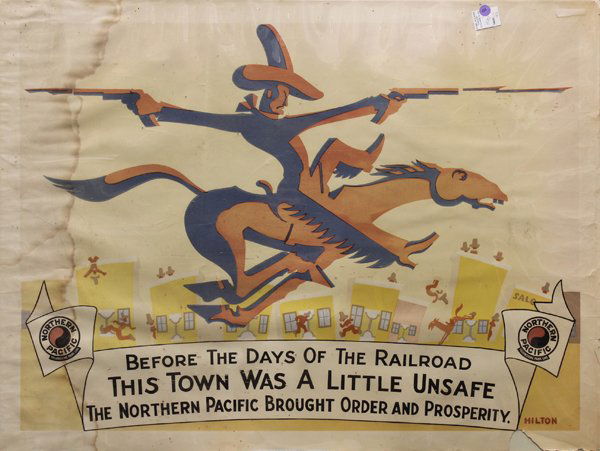 SALO
NORTHERN
PACIFIC
NORTHERN
PACIFIC
BEFORE THE DAYS OF THE RAILROAD
THIS TOWN WAS A LITTLE UNSAFE
THE NORTHERN PACIFIC BROUGHT ORDER AND PROSPERITY.
HILTON